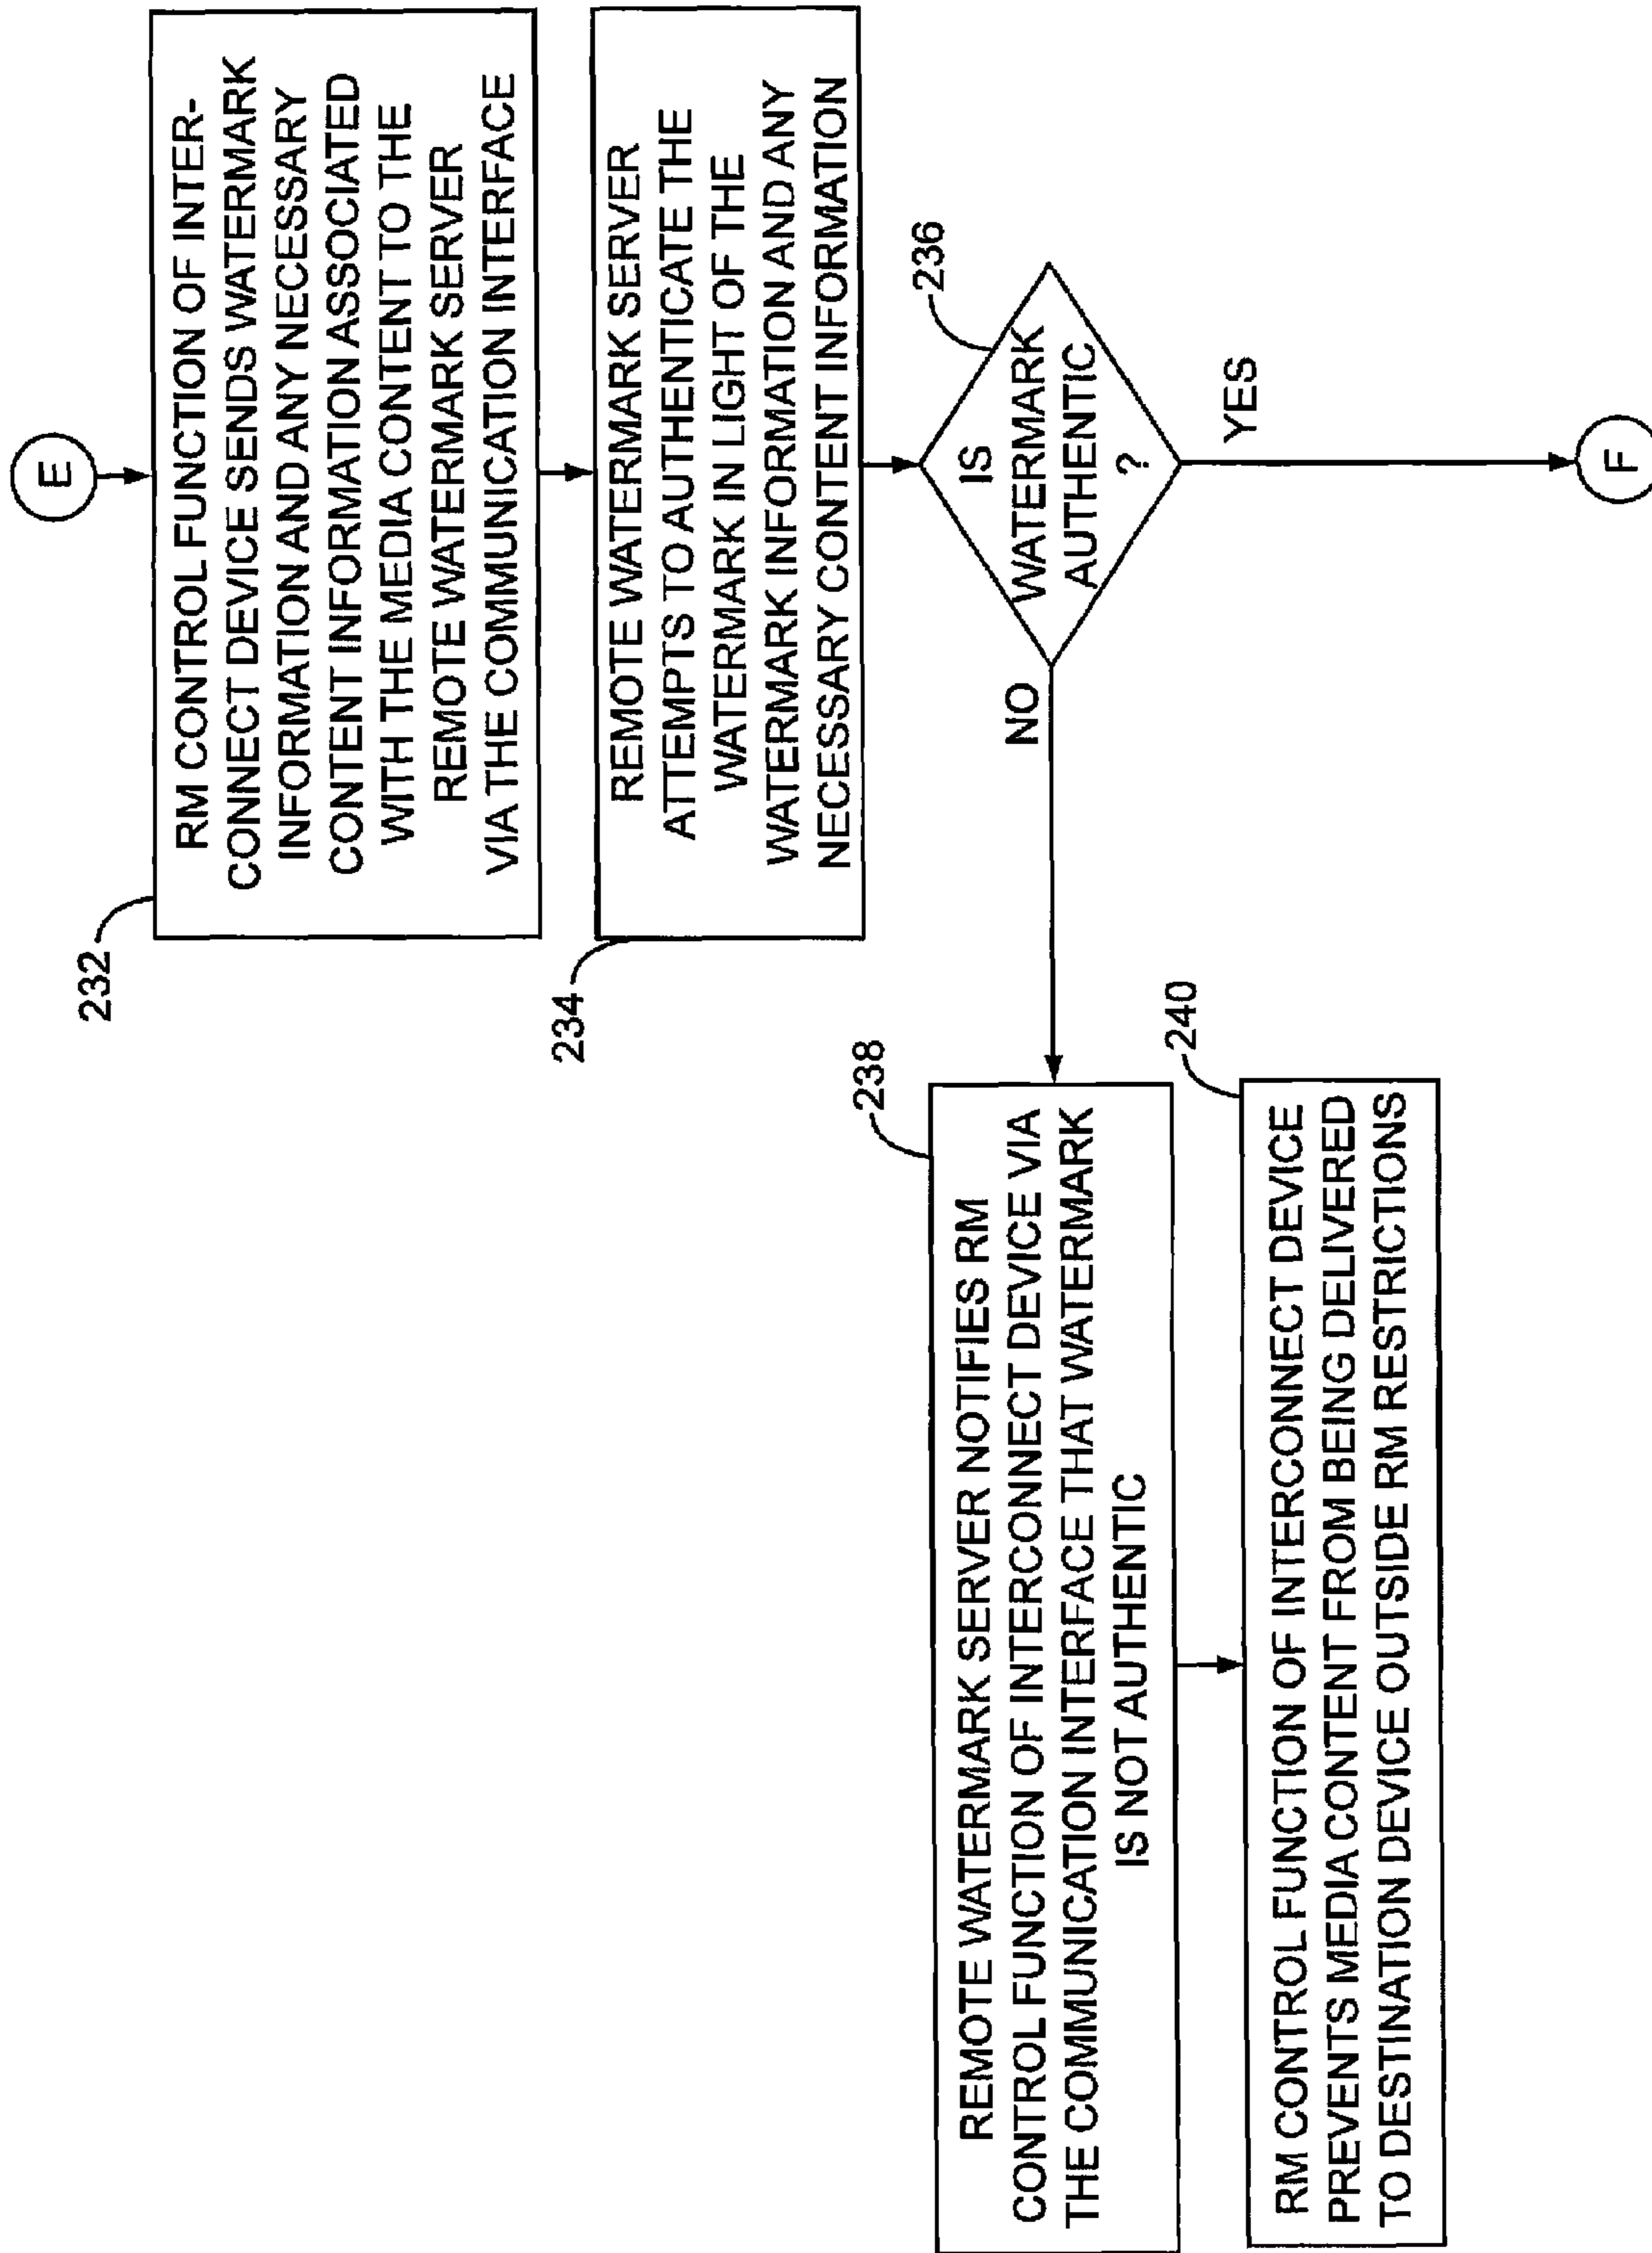 E
232
RM CONTROL FUNCTION OF INTER-
CONNECT DEVICE SENDS WATERMARK
INFORMATION AND ANY NECESSARY
CONTENT INFORMATION ASSOCIATED
WITH THE MEDIA CONTENT TO THE
REMOTE WATERMARK SERVER
VIA THE COMMUNICATION INTERFACE
234
REMOTE WATERMARK SERVER
ATTEMPTS TO AUTHENTICATE THE
WATERMARK IN LIGHT OF THE
WATERMARK INFORMATION AND ANY
NECESSARY CONTENT INFORMATION
236
IS
WATERMARK
AUTHENTIC
?
NO
YES
238
REMOTE WATERMARK SERVER NOTIFIES RM
CONTROL FUNCTION OF INTERCONNECT DEVICE VIA
THE COMMUNICATION INTERFACE THAT WATERMARK
IS NOT AUTHENTIC
240
RM CONTROL FUNCTION OF INTERCONNECT DEVICE
PREVENTS MEDIA CONTENT FROM BEING DELIVERED
TO DESTINATION DEVICE OUTSIDE RM RESTRICTIONS
F